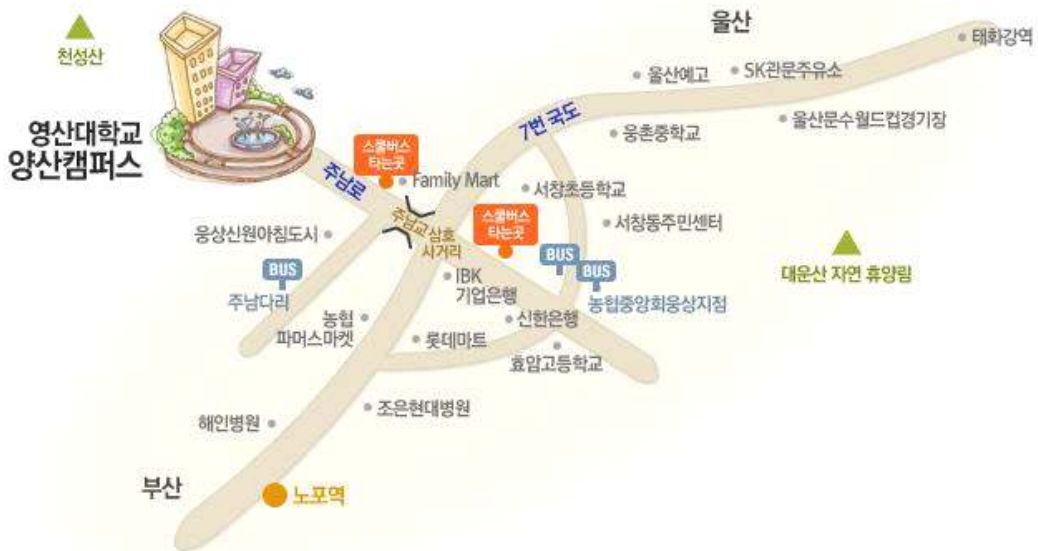 울산
천성산
태화강역
울산예고
SK관문주유소
7번 국도
울산문수월드컵경기장
웅촌중학교
영산대학교
양산캠퍼스
스쿨버스
타는곳
주남로
Family Mart
서창초등학교
스쿨버스
타는곳
주남교
삼호
사거리
서창동주민센터
웅상신원아침도시
BUS
주남다리
BUS
BUS
농협중앙회웅상지점
대운산 자연 휴양림
IBK
기업은행
농협
파머스마켓
신한은행
롯데마트
효암고등학교
조은현대병원
해인병원
부산
노포역